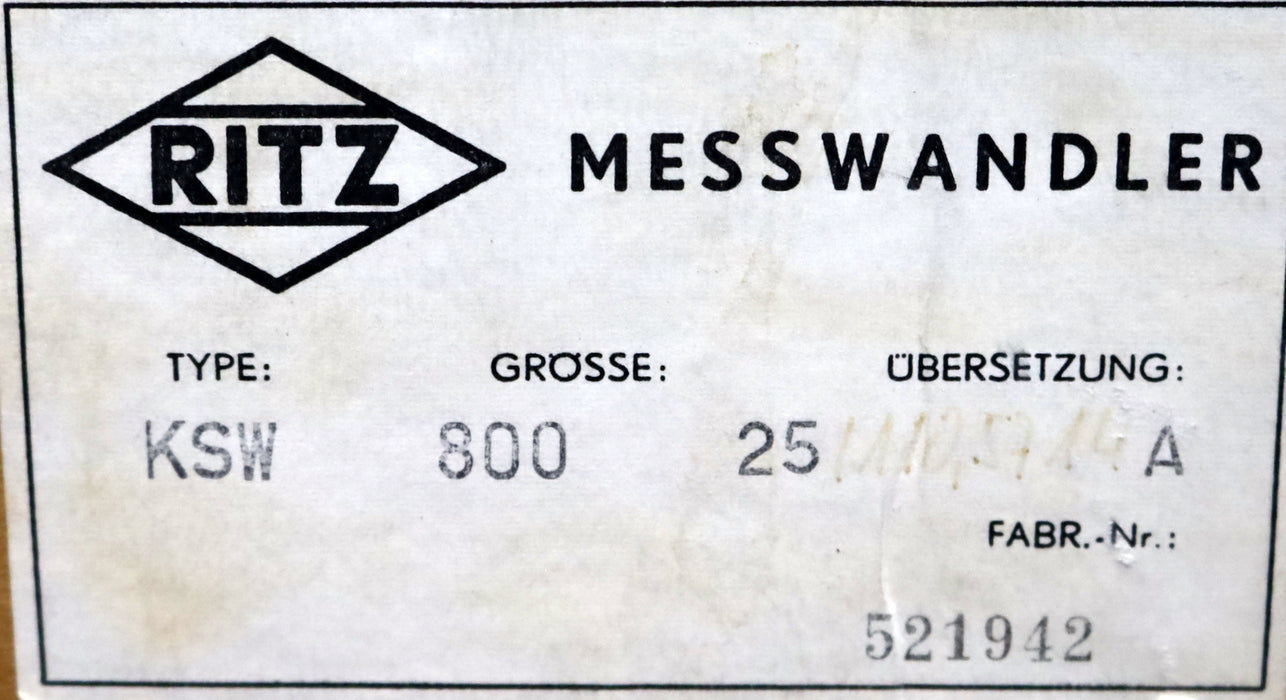 RITZ MESSWANDLER
TYPE: GRÖSSE: ÜBERSETZUNG:
KSW 800 25 A
FABR.-Nr.:
521942